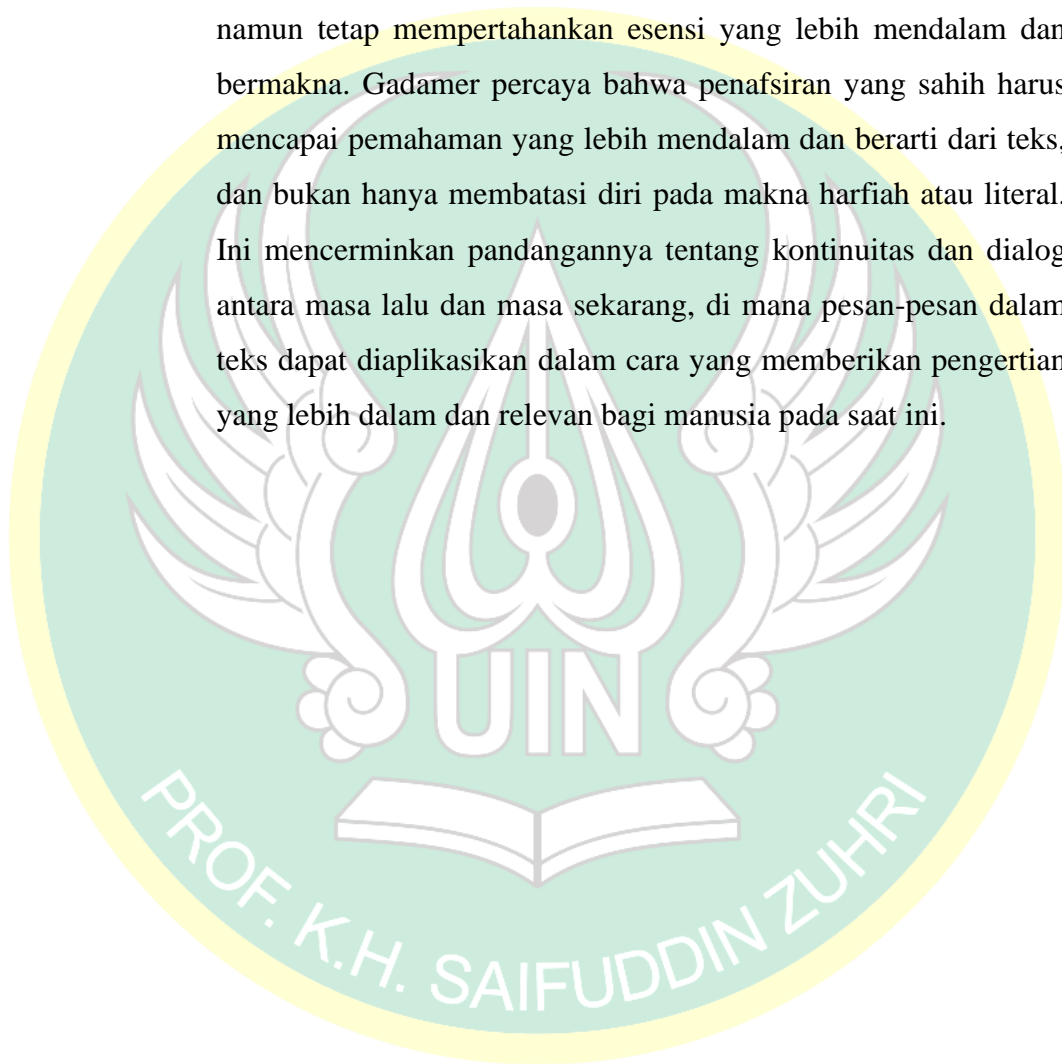 namun tetap mempertahankan esensi yang lebih mendalam dan
bermakna. Gadamer percaya bahwa penafsiran yang sahih harus
mencapai pemahaman yang lebih mendalam dan berarti dari teks,
dan bukan hanya membatasi diri pada makna harfiah atau literal.
Ini mencerminkan pandangannya tentang kontinuitas dan dialog
antara masa lalu dan masa sekarang, di mana pesan-pesan dalam
teks dapat diaplikasikan dalam cara yang memberikan pengertian
yang lebih dalam dan relevan bagi manusia pada saat ini.
UIN
PROF. K.H. SAIFUDDIN ZUHRI